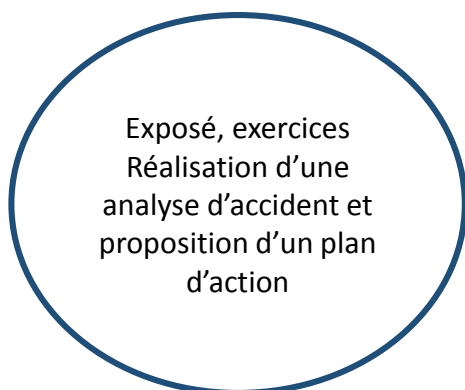 Exposé, exercices
Réalisation d’une
analyse d’accident et
proposition d’un plan
d’action